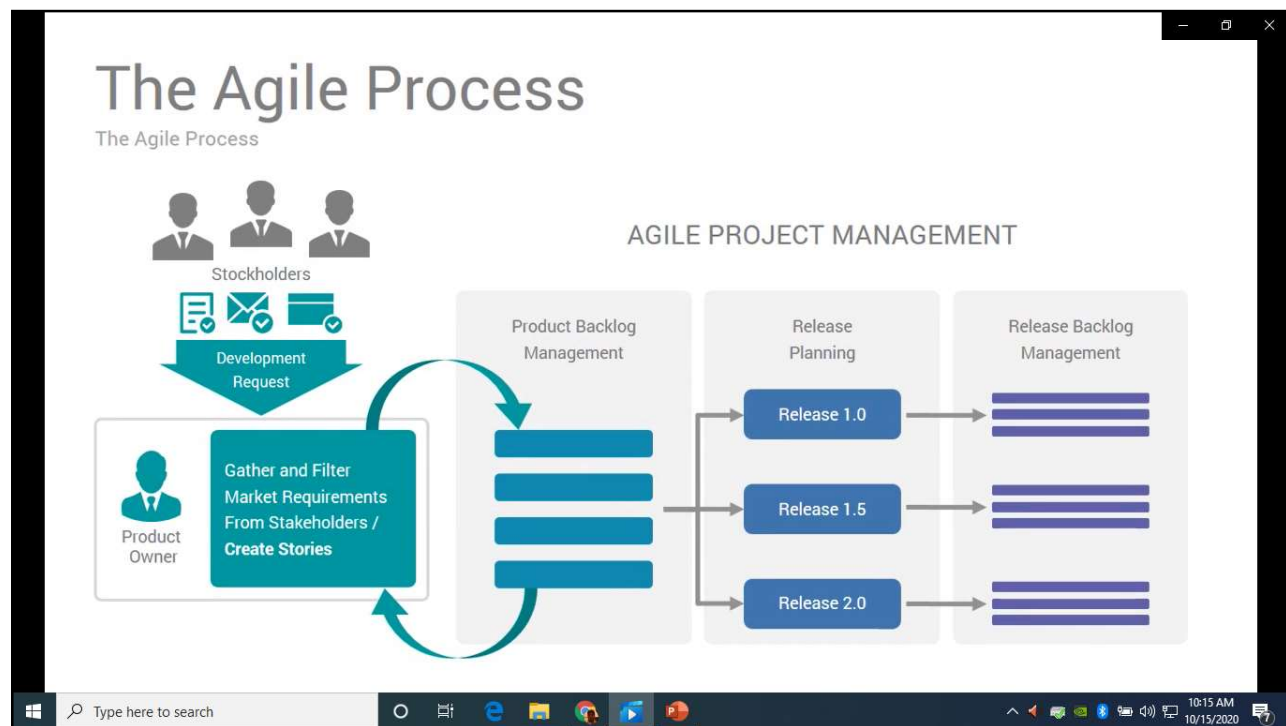 The Agile Process
The Agile Process
Stockholders
Development
Request
Product
Owner
Gather and Filter
Market Requirements
From Stakeholders /
Create Stories
AGILE PROJECT MANAGEMENT
Product Backlog
Management
Release
Planning
Release Backlog
Management
Release 1.0
Release 1.5
Release 2.0
Type here to search
10:15 AM
10/15/2020